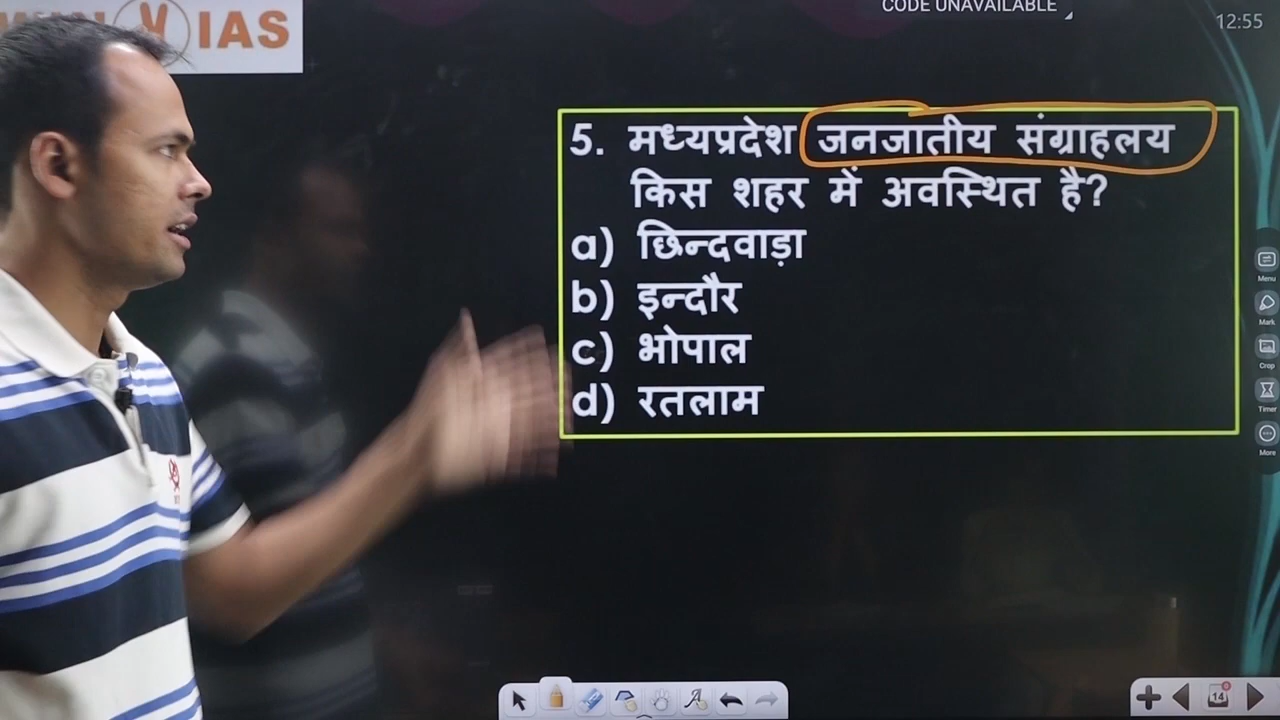 IAS
CODE UNAVAILABLE
12:55
5. मध्यप्रदेश जनजातीय संग्राहलय
किस शहर में अवस्थित है?
a) छिन्दवाड़ा
b) इन्दौर
c) भोपाल
d) रतलाम
Menu
Mark
Crop
Timer
More
14